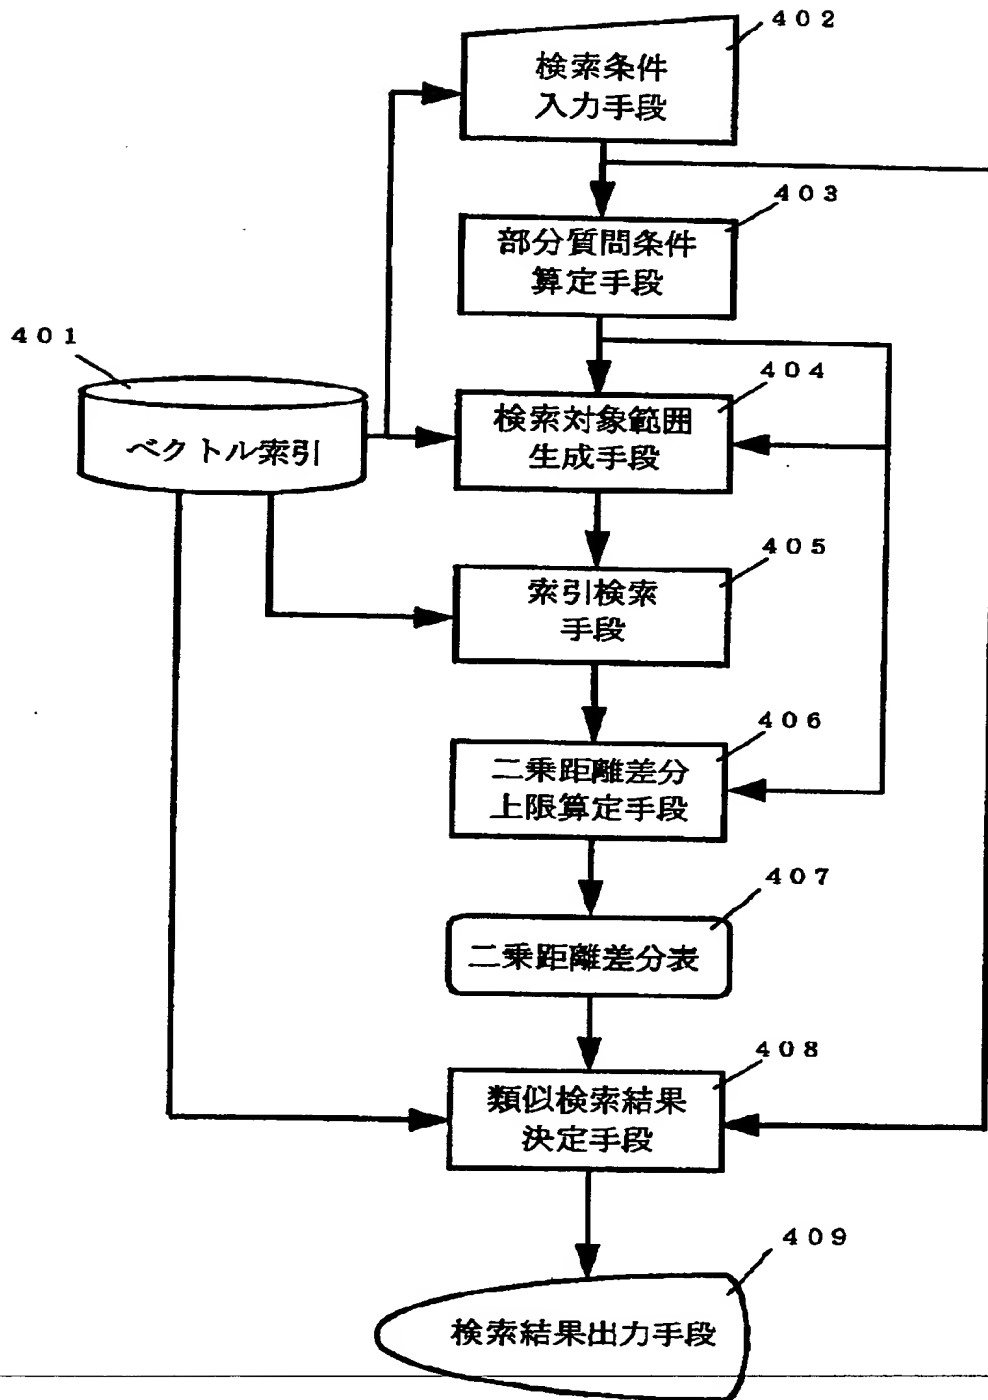 402
検索条件
入力手段
403
部分質問条件
算定手段
401
ベクトル索引
404
検索対象範囲
生成手段
405
索引検索
手段
406
二乗距離差分
上限算定手段
407
二乗距離差分表
408
類似検索結果
決定手段
409
検索結果出力手段